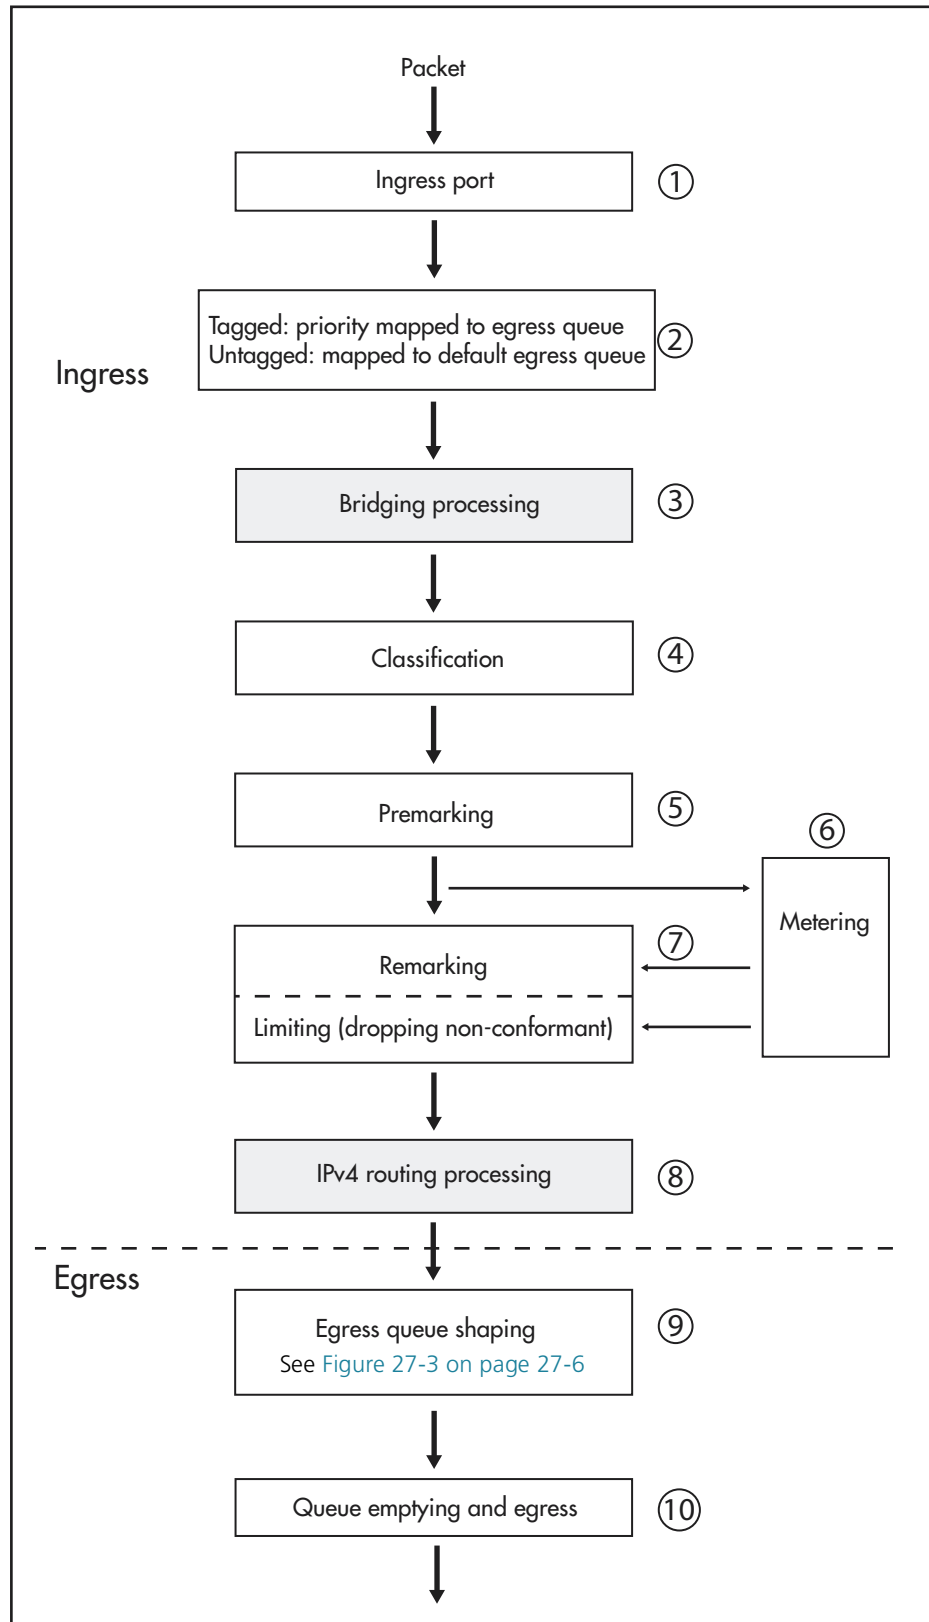 Packet
Ingress port
①
Tagged: priority mapped to egress queue
Untagged: mapped to default egress queue
②
Ingress
Bridging processing
③
Classification
④
Premarking
⑤
⑥
Metering
Remarking
⑦
Limiting (dropping non-conformant)
IPv4 routing processing
⑧
Egress
Egress queue shaping
See Figure 27-3 on page 27-6
⑨
Queue emptying and egress
⑩